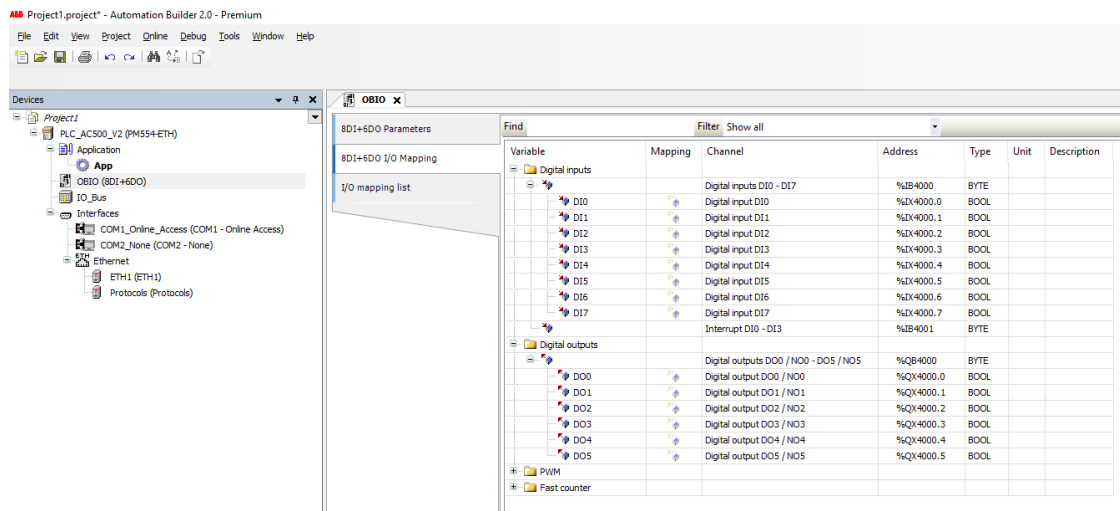 ABB Project1.project* - Automation Builder 2.0 - Premium
File Edit View Project Online Debug Tools Window Help
Devices
Project1
PLC_AC500_V2 (PM554-ETH)
Application
App
OBIO (8DI+6DO)
IO_Bus
Interfaces
COM1_Online_Access (COM1 - Online Access)
COM2_None (COM2 - None)
Ethernet
ETH1 (ETH1)
Protocols (Protocols)
OBIO
8DI+6DO Parameters
8DI+6DO I/O Mapping
I/O mapping list
Find Filter Show all
Variable Mapping Channel Address Type Unit Description
Digital inputs
Digital inputs DI0 - DI7 %IB4000 BYTE
DI0 Digital input DI0 %IX4000.0 BOOL
DI1 Digital input DI1 %IX4000.1 BOOL
DI2 Digital input DI2 %IX4000.2 BOOL
DI3 Digital input DI3 %IX4000.3 BOOL
DI4 Digital input DI4 %IX4000.4 BOOL
DI5 Digital input DI5 %IX4000.5 BOOL
DI6 Digital input DI6 %IX4000.6 BOOL
DI7 Digital input DI7 %IX4000.7 BOOL
Interrupt DI0 - DI3 %IB4001 BYTE
Digital outputs
Digital outputs DO0 / NO0 - DO5 / NO5 %QB4000 BYTE
DO0 Digital output DO0 / NO0 %QX4000.0 BOOL
DO1 Digital output DO1 / NO1 %QX4000.1 BOOL
DO2 Digital output DO2 / NO2 %QX4000.2 BOOL
DO3 Digital output DO3 / NO3 %QX4000.3 BOOL
DO4 Digital output DO4 / NO4 %QX4000.4 BOOL
DO5 Digital output DO5 / NO5 %QX4000.5 BOOL
PWM
Fast counter